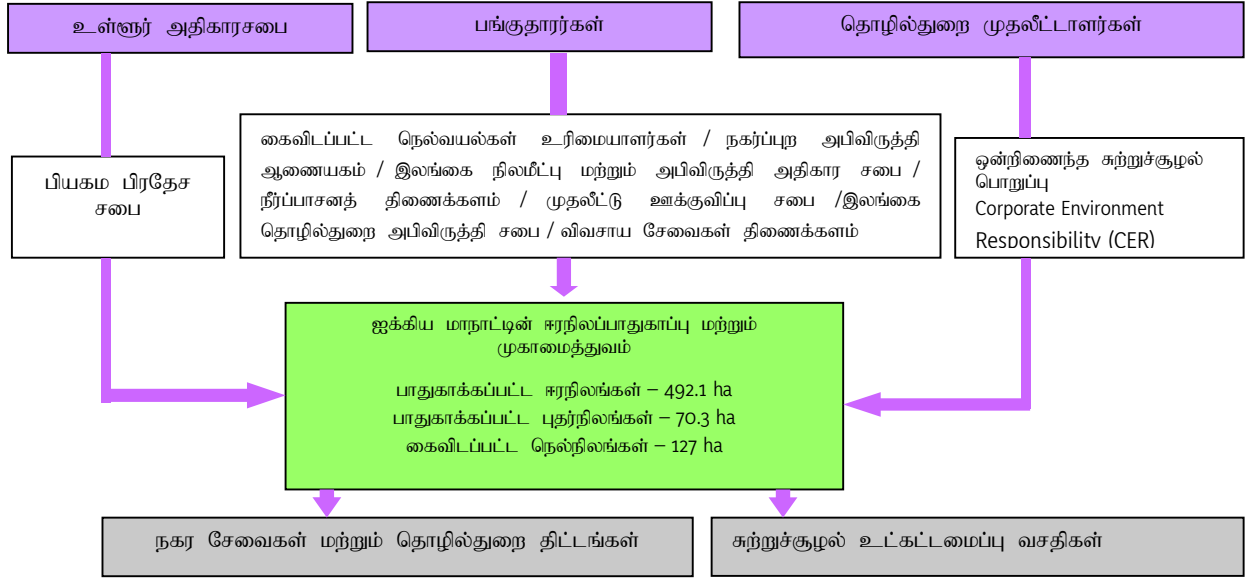 உள்ளூர் அதிகாரசபை
பங்குதாரர்கள்
தொழில்துறை முதலீட்டாளர்கள்
பியகம பிரதேச
சபை
கைவிடப்பட்ட நெல்வயல்கள் உரிமையாளர்கள் / நகர்ப்புற அபிவிருத்தி
ஆணையகம் / இலங்கை நிலமீட்பு மற்றும் அபிவிருத்தி அதிகார சபை /
நீர்ப்பாசனத் திணைக்களம் / முதலீட்டு ஊக்குவிப்பு சபை /இலங்கை
தொழில்துறை அபிவிருத்தி சபை / விவசாய சேவைகள் திணைக்களம்
ஒன்றிணைந்த சுற்றுச்சூழல்
பொறுப்பு
Corporate Environment
Responsibility (CER)
ஐக்கிய மாநாட்டின் ஈரநிலப்பாதுகாப்பு மற்றும்
முகாமைத்துவம்
பாதுகாக்கப்பட்ட ஈரநிலங்கள் – 492.1 ha
பாதுகாக்கப்பட்ட புதர்நிலங்கள் – 70.3 ha
கைவிடப்பட்ட நெல்நிலங்கள் – 127 ha
நகர சேவைகள் மற்றும் தொழில்துறை திட்டங்கள்
சுற்றுச்சூழல் உட்கட்டமைப்பு வசதிகள்